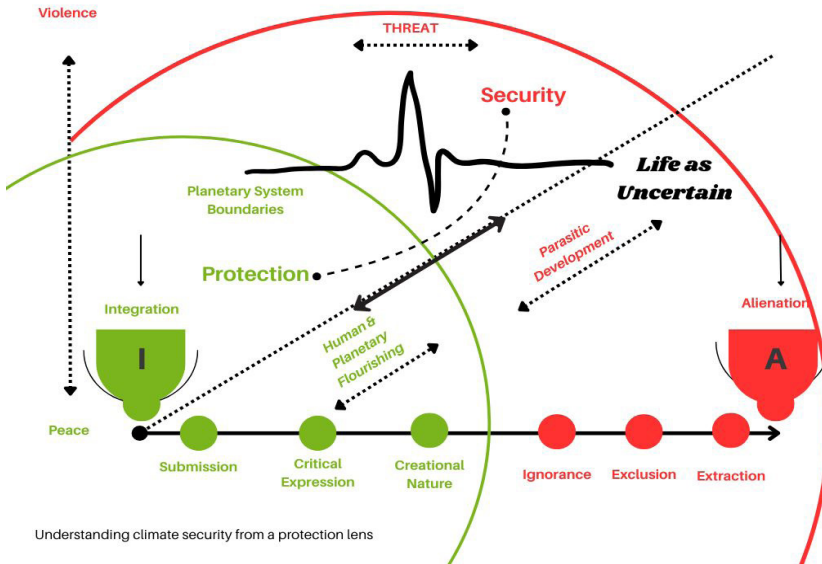 Violence
THREAT
Security
Life as
Uncertain
Planetary System
Boundaries
Parasitic
Development
Protection
Integration
Alienation
I
A
Human &
Planetary
Flourishing
Peace
Submission
Critical
Expression
Creational
Nature
Ignorance
Exclusion
Extraction
Understanding climate security from a protection lens